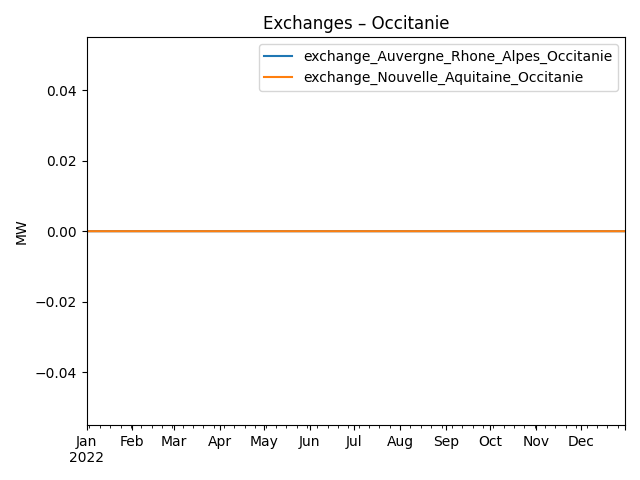 Exchanges – Occitanie
exchange_Auvergne_Rhone_Alpes_Occitanie
exchange_Nouvelle_Aquitaine_Occitanie
MW
0.04
0.02
0.00
−0.02
−0.04
Jan Feb Mar Apr May Jun Jul Aug Sep Oct Nov Dec
2022